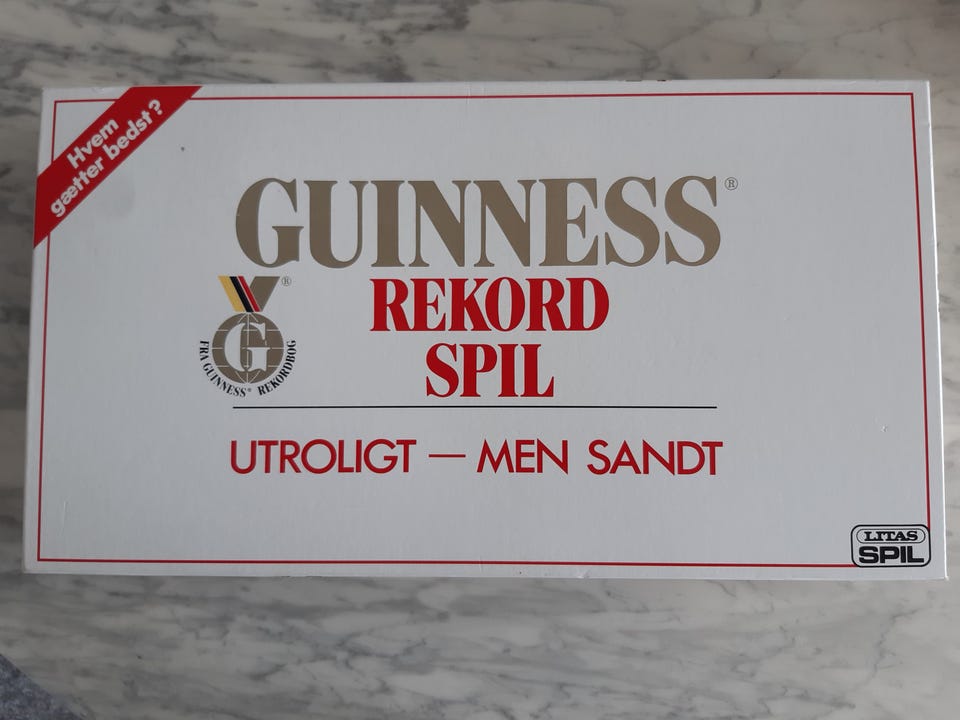 Hvem
gætter bedst?
GUINNESS®
REKORD
SPIL
®
G
FRA GUINNESS® REKORDBOG
UTROLIGT — MEN SANDT
LITAS
SPIL